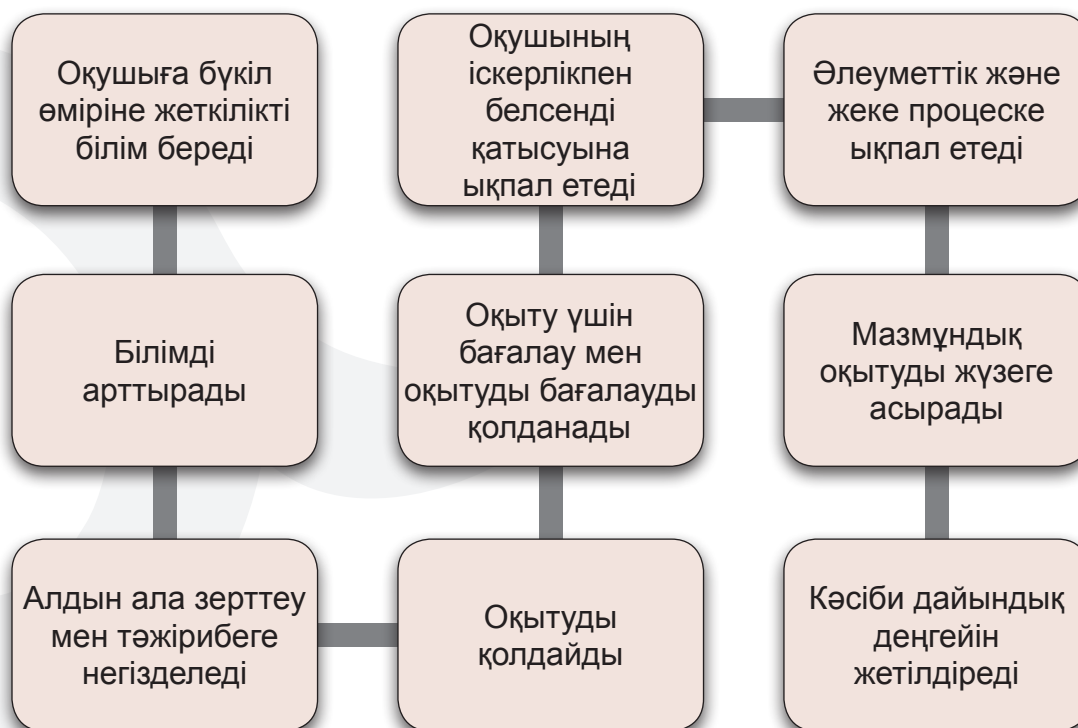 Оқушыға бүкіл
өміріне жеткілікті
білім береді
Білімді
арттырады
Алдын ала зерттеу
мен тәжірибеге
негізделеді
Оқытуды
қолдайды
Оқыту үшін
бағалау мен
оқытуды бағалауды
қолданады
Оқушының
іскерлікпен
белсенді
қатысуына
ықпал етеді
Әлеуметтік және
жеке процеске
ықпал етеді
Мазмұндық
оқытуды жүзеге
асырады
Кәсіби дайындық
деңгейін
жетілдіреді